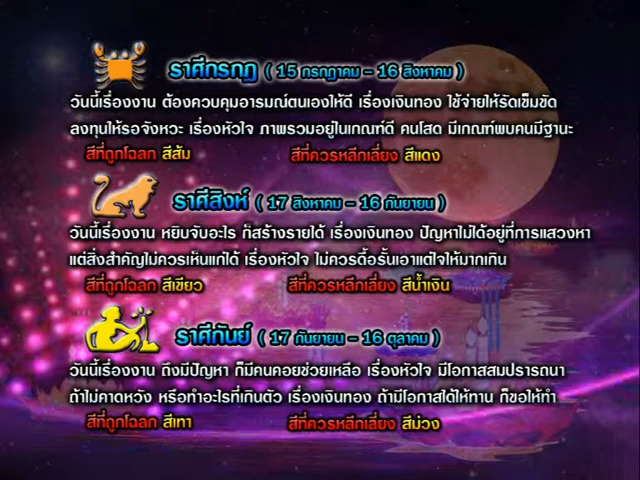 ราศีกรกฎ ( 15 กรกฎาคม - 16 สิงหาคม )
วันนี้เรื่องงาน ต้องควบคุมอารมณ์ตนเองให้ดี เรื่องเงินทอง ใช้จ่ายให้รัดเข็มขัด
ลงทุนให้รอจังหวะ เรื่องหัวใจ ภาพรวมอยู่ในเกณฑ์ดี คนโสด มีเกณฑ์พบคนมีฐานะ
สีที่ถูกโฉลก สีส้ม สีที่ควรหลีกเลี่ยง สีแดง
ราศีสิงห์ ( 17 สิงหาคม - 16 กันยายน )
วันนี้เรื่องงาน หยิบจับอะไร ก็สร้างรายได้ เรื่องเงินทอง ปัญหาไม่ได้อยู่ที่การแสวงหา
แต่สิ่งสำคัญไม่ควรเห็นแก่ได้ เรื่องหัวใจ ไม่ควรดื้อรั้นเอาแต่ใจให้มากเกิน
สีที่ถูกโฉลก สีเขียว สีที่ควรหลีกเลี่ยง สีน้ำเงิน
ราศีกันย์ ( 17 กันยายน - 16 ตุลาคม )
วันนี้เรื่องงาน ถึงมีปัญหา ก็มีคนคอยช่วยเหลือ เรื่องหัวใจ มีโอกาสสมปรารถนา
ถ้าไม่คาดหวัง หรือทำอะไรที่เกินตัว เรื่องเงินทอง ถ้ามีโอกาสได้ให้ทาน ก็ขอให้ทำ
สีที่ถูกโฉลก สีเทา สีที่ควรหลีกเลี่ยง สีม่วง